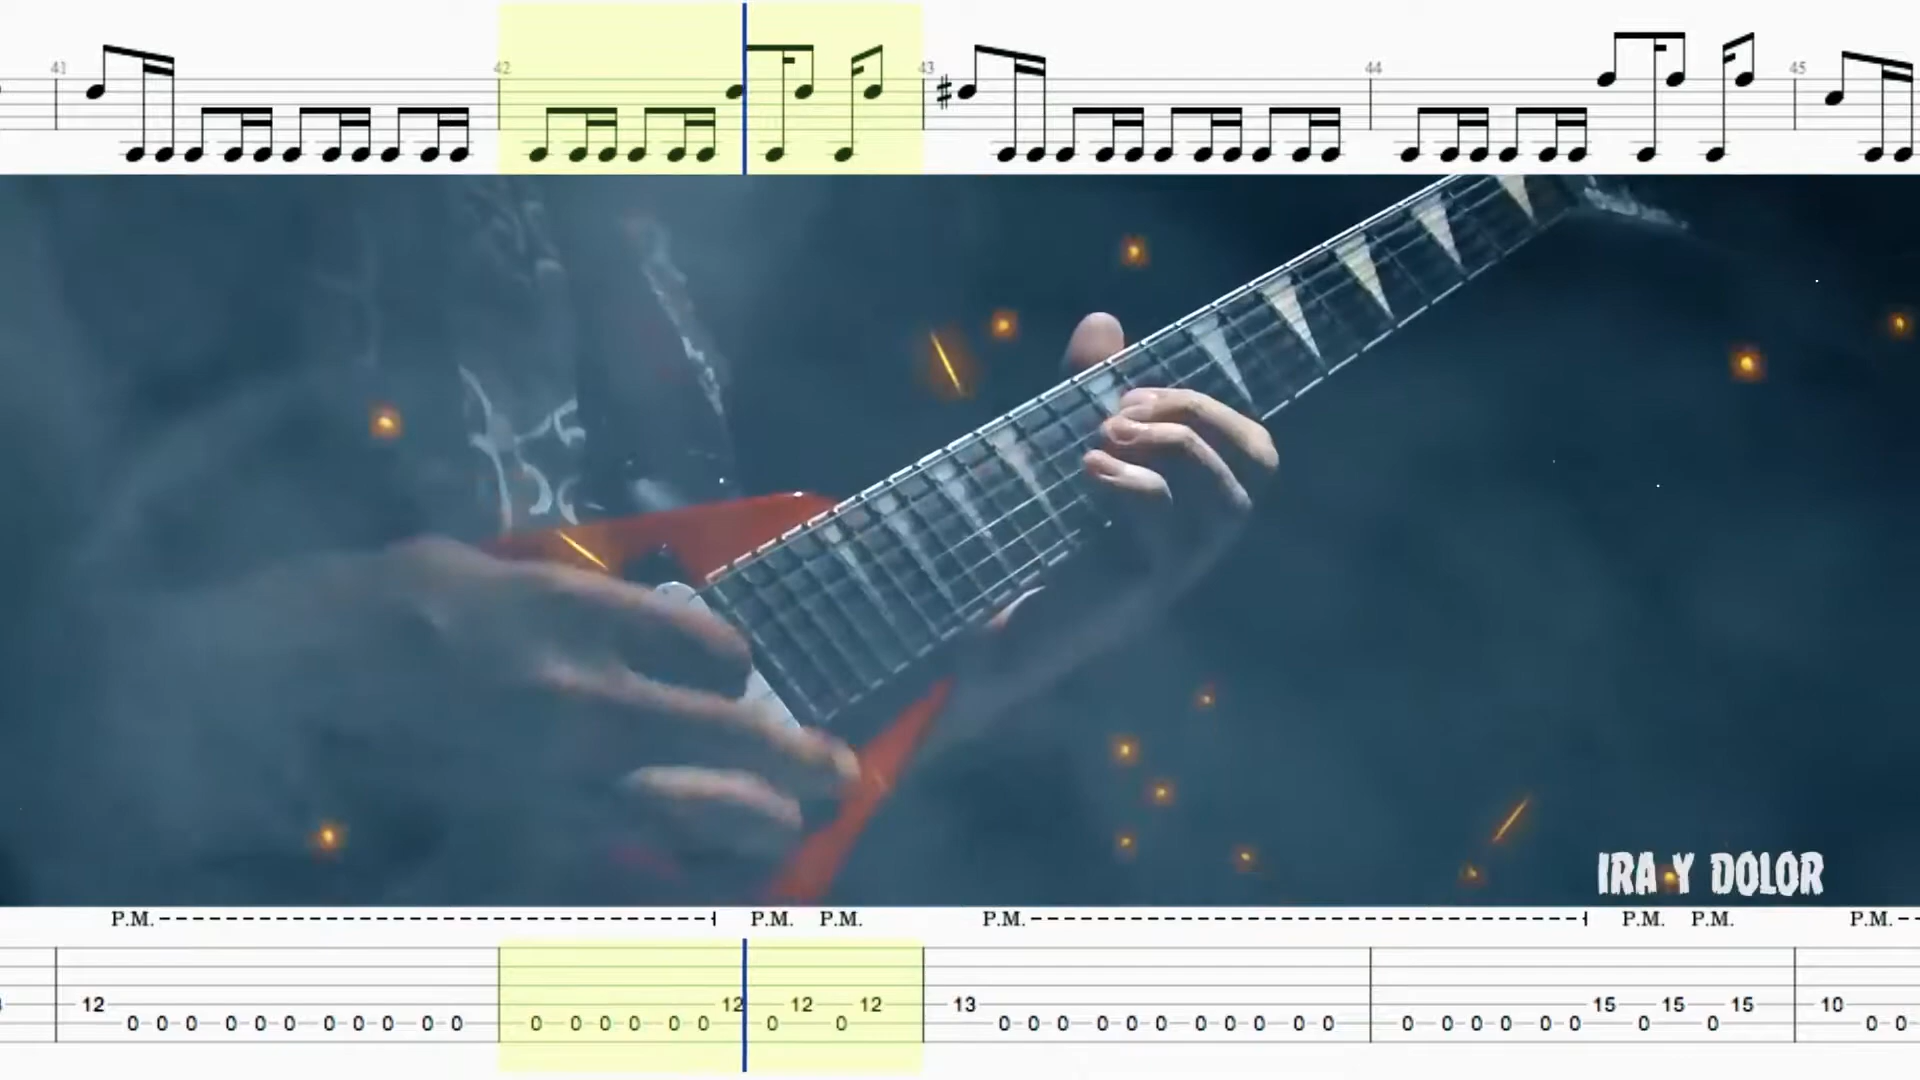 41 42 43 44 45
IRA Y DOLOR
P.M. P.M. P.M. P.M. P.M. P.M. P.M.
12 12 12 12 13 15 15 15 10
0 0 0 0 0 0 0 0 0 0 0 0 0 0 0 0 0 0 0 0 0 0 0 0 0 0 0 0 0 0 0 0 0 0 0 0 0 0 0 0